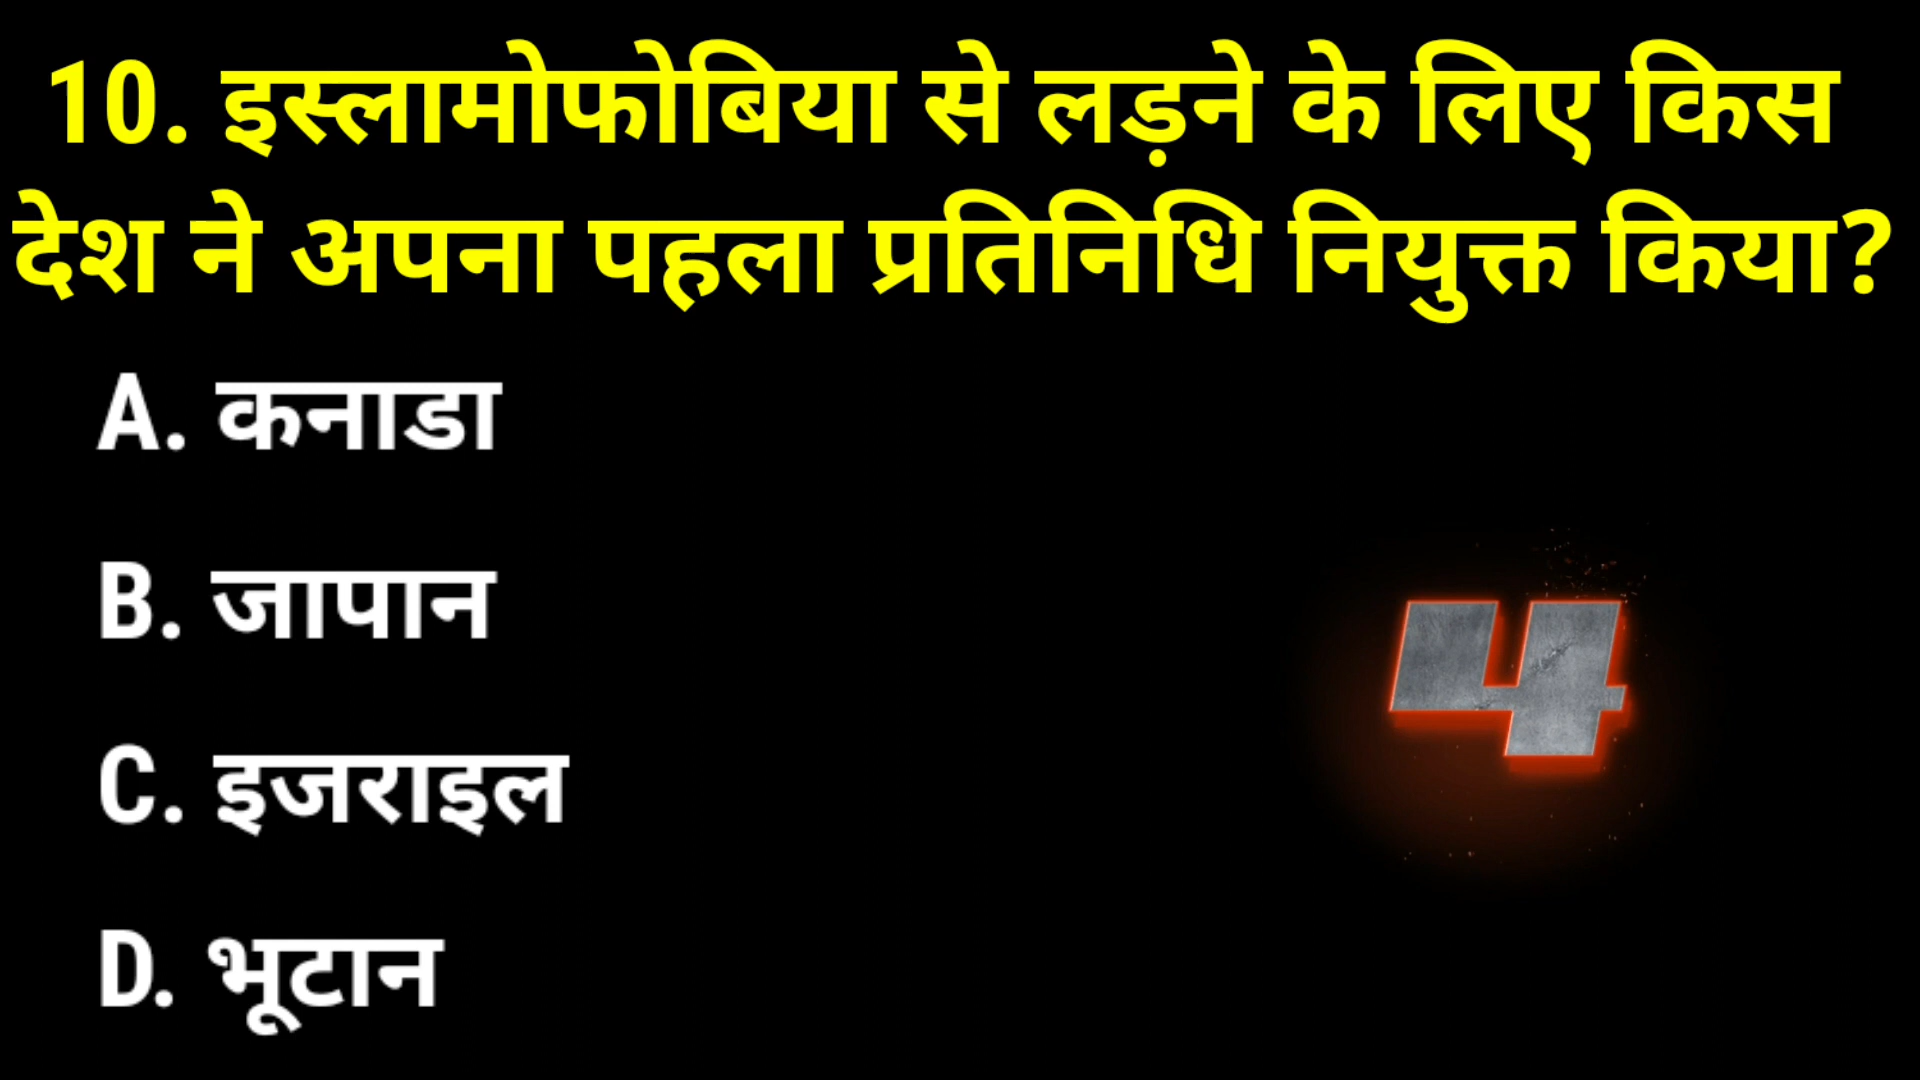 10. इस्लामोफोबिया से लड़ने के लिए किस
देश ने अपना पहला प्रतिनिधि नियुक्त किया?
A. कनाडा
B. जापान
4
C. इजराइल
D. भूटान